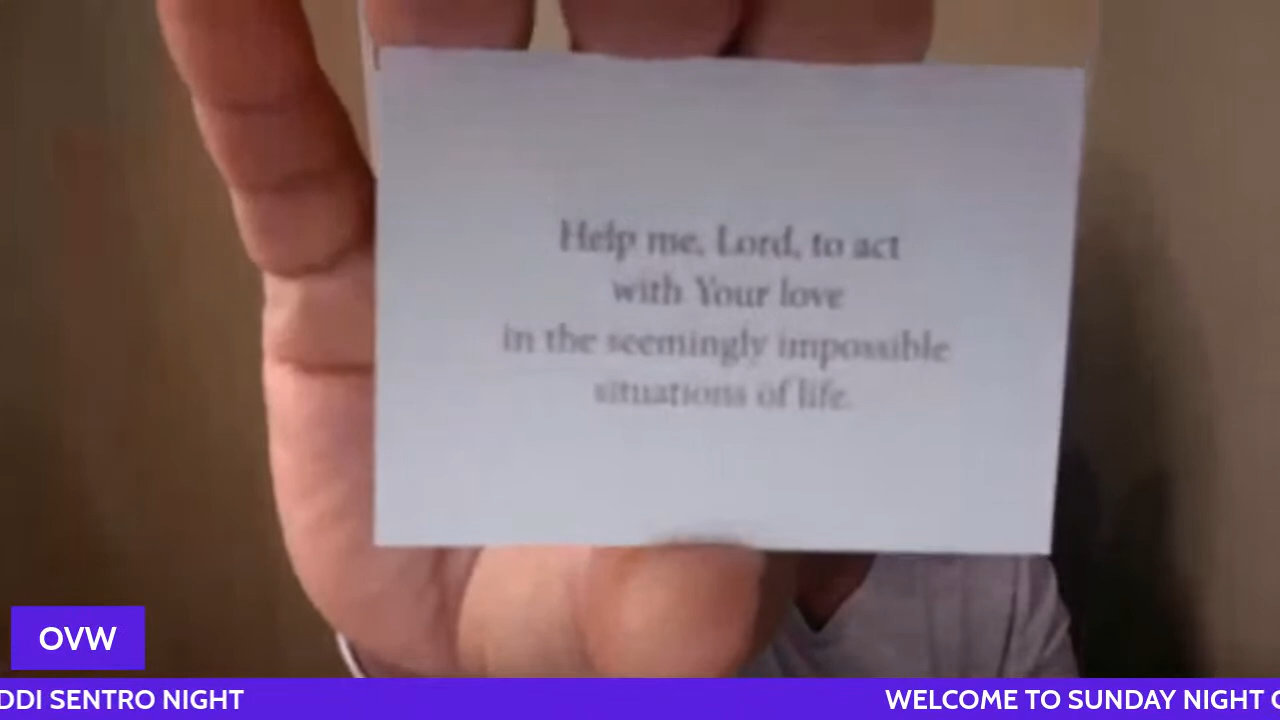 Help me, Lord, to act
with Your love
in the seemingly impossible
situations of life.
OVW
DDI SENTRO NIGHT
WELCOME TO SUNDAY NIGHT